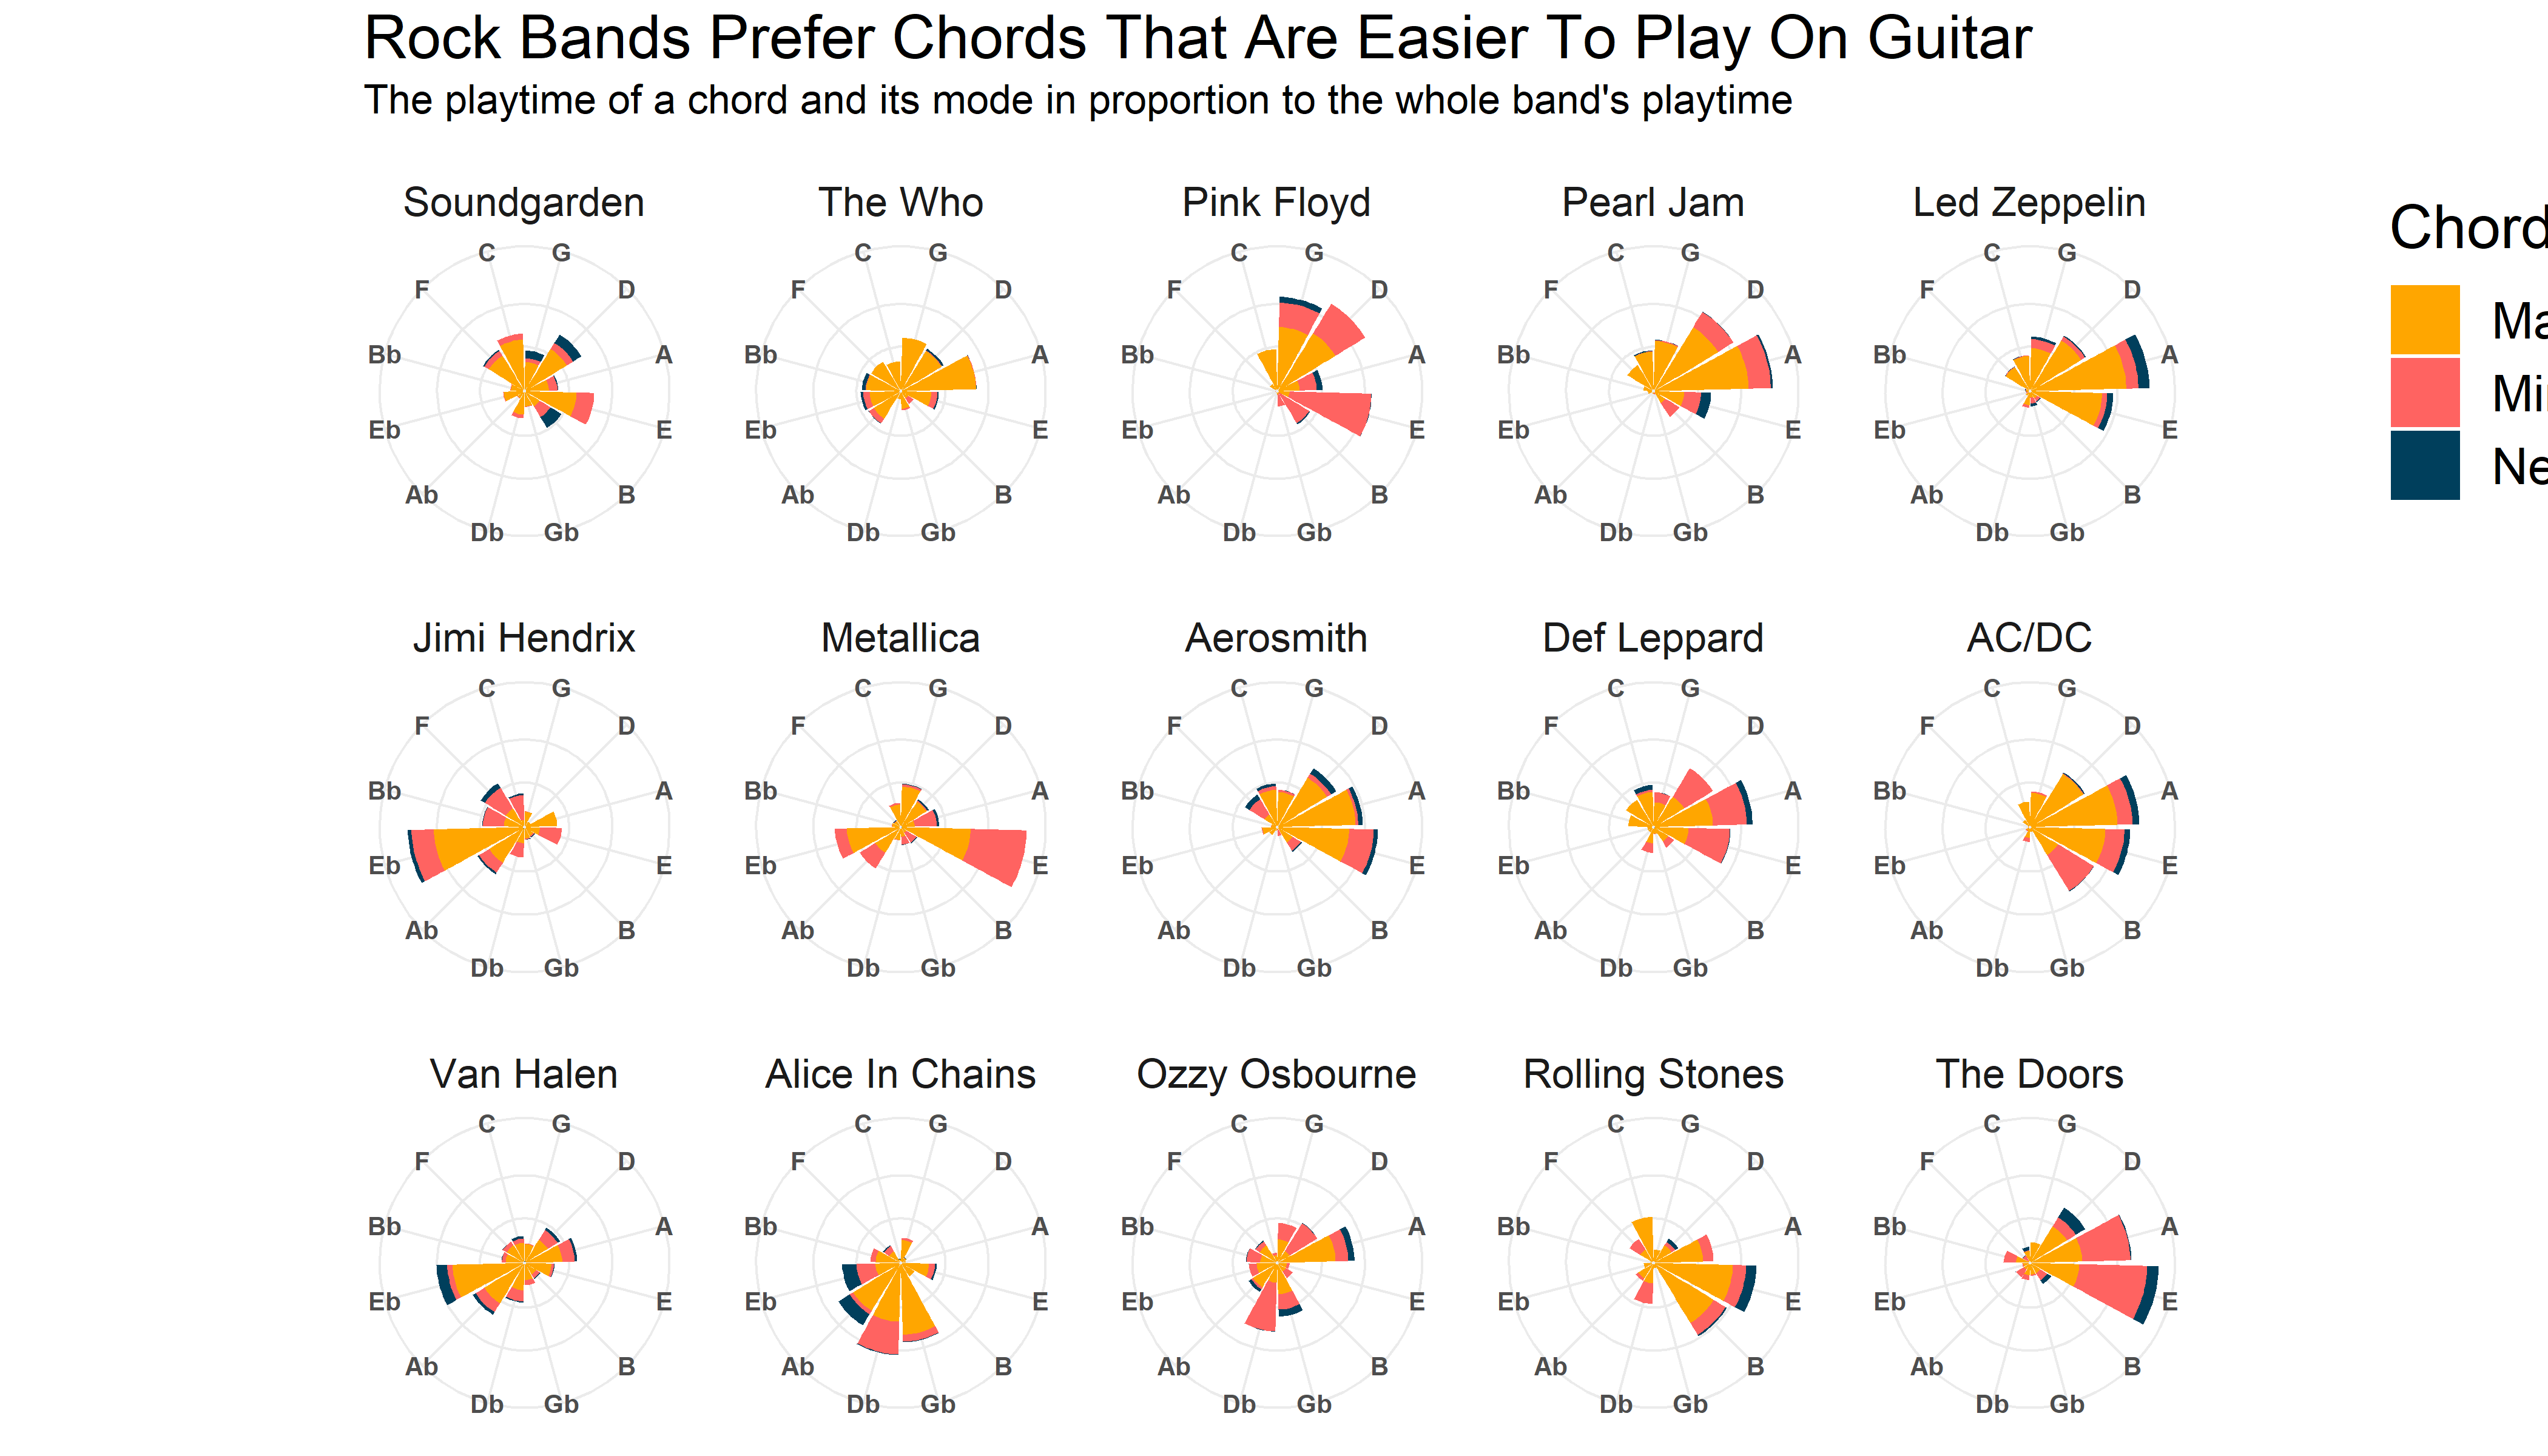 Rock Bands Prefer Chords That Are Easier To Play On Guitar
The playtime of a chord and its mode in proportion to the whole band's playtime
Soundgarden
C G
F D
Bb A
Eb E
Ab B
Db Gb
The Who
C G
F D
Bb A
Eb E
Ab B
Db Gb
Pink Floyd
C G
F D
Bb A
Eb E
Ab B
Db Gb
Pearl Jam
C G
F D
Bb A
Eb E
Ab B
Db Gb
Led Zeppelin
C G
F D
Bb A
Eb E
Ab B
Db Gb
Chord
Ma
Mi
Ne
Jimi Hendrix
C G
F D
Bb A
Eb E
Ab B
Db Gb
Metallica
C G
F D
Bb A
Eb E
Ab B
Db Gb
Aerosmith
C G
F D
Bb A
Eb E
Ab B
Db Gb
Def Leppard
C G
F D
Bb A
Eb E
Ab B
Db Gb
AC/DC
C G
F D
Bb A
Eb E
Ab B
Db Gb
Van Halen
C G
F D
Bb A
Eb E
Ab B
Db Gb
Alice In Chains
C G
F D
Bb A
Eb E
Ab B
Db Gb
Ozzy Osbourne
C G
F D
Bb A
Eb E
Ab B
Db Gb
Rolling Stones
C G
F D
Bb A
Eb E
Ab B
Db Gb
The Doors
C G
F D
Bb A
Eb E
Ab B
Db Gb